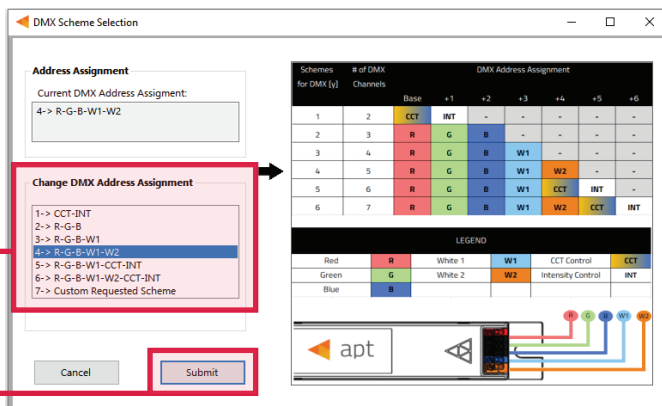 DMX Scheme Selection
Address Assignment
Current DMX Address Assigment:
4-> R-G-B-W1-W2
Change DMX Address Assignment
1-> CCT-INT
2-> R-G-B
3-> R-G-B-W1
4-> R-G-B-W1-W2
5-> R-G-B-W1-CCT-INT
6-> R-G-B-W1-W2-CCT-INT
7-> Custom Requested Scheme
Cancel Submit
Schemes # of DMX DMX Address Assignment
for DMX [y] Channels
Base +1 +2 +3 +4 +5 +6
1 2 CCT INT - - - - -
2 3 R G B - - - -
3 4 R G B W1 - - -
4 5 R G B W1 W2 - -
5 6 R G B W1 CCT INT -
6 7 R G B W1 W2 CCT INT
LEGEND
Red R White 1 W1 CCT Control CCT
Green G White 2 W2 Intensity Control INT
Blue B
R G B W1 W2
apt